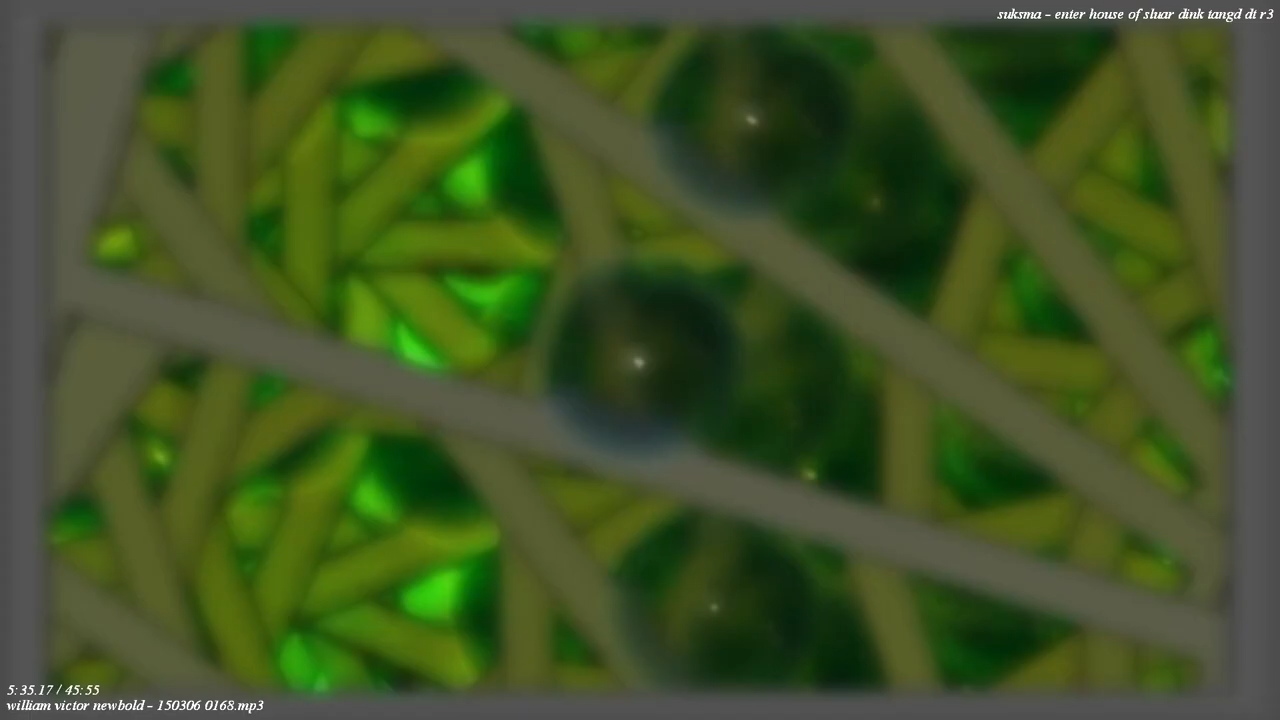 suksma - enter house of sluar dink tangd dt r3
5:35.17 / 45:55
william victor newbold - 150306 0168.mp3